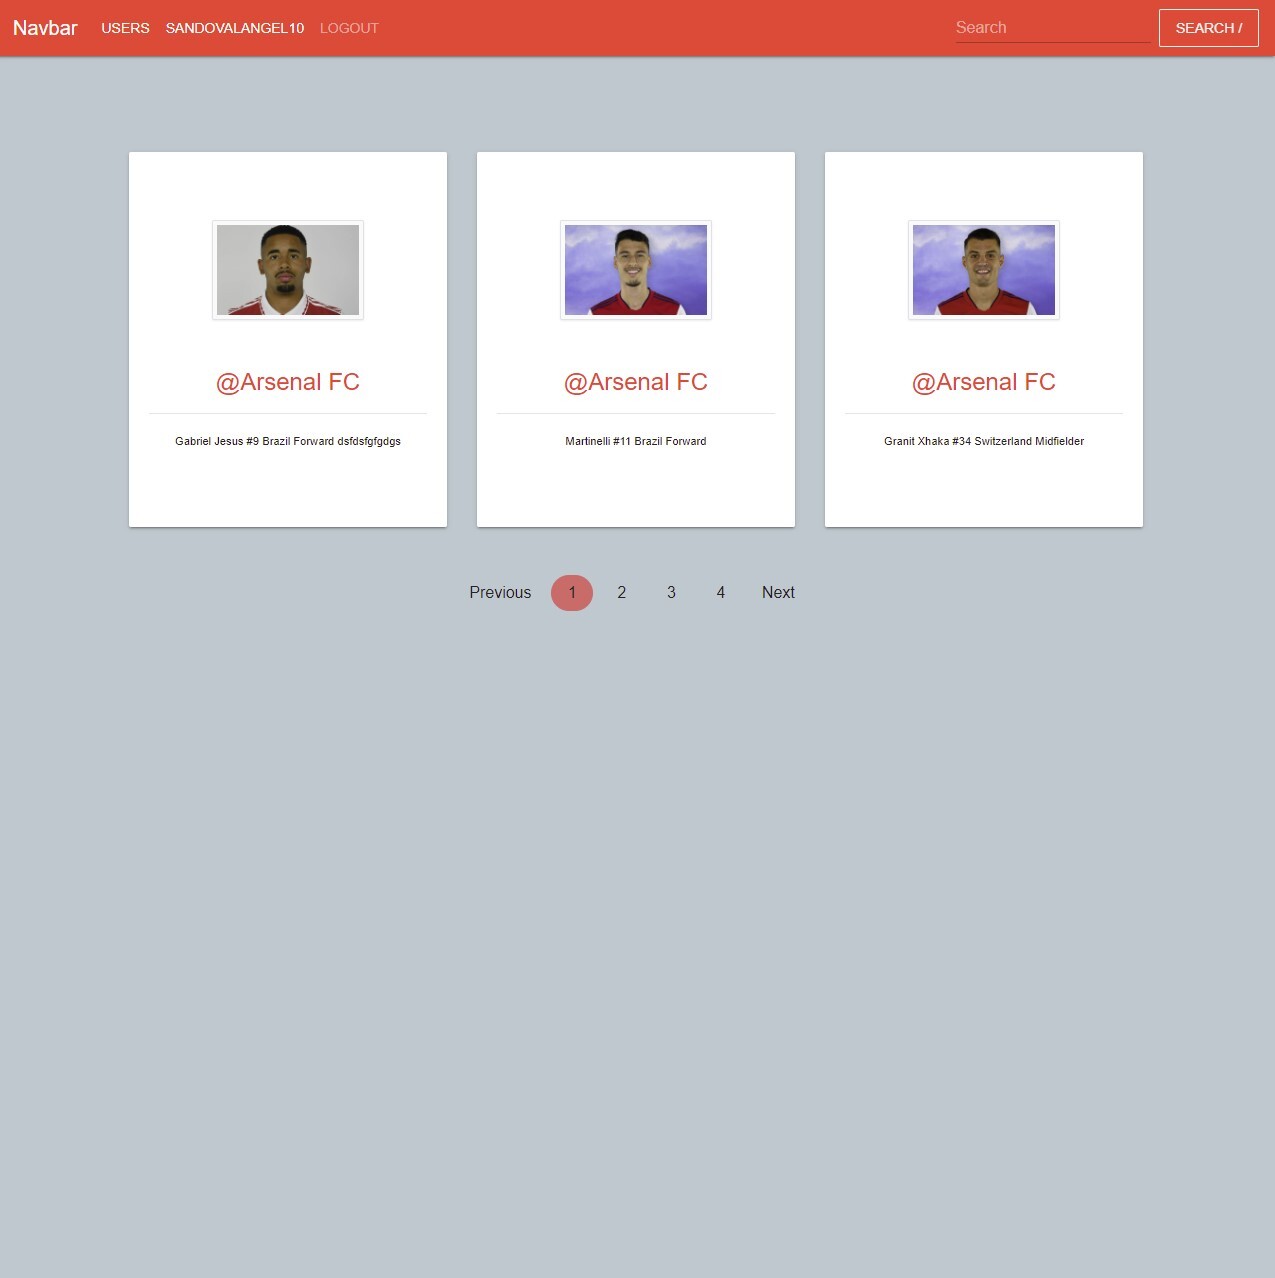 Navbar USERS SANDOVALANGEL10 LOGOUT Search SEARCH /
@Arsenal FC @Arsenal FC @Arsenal FC
Gabriel Jesus #9 Brazil Forward dsfdsfgfgdgs Martinelli #11 Brazil Forward Granit Xhaka #34 Switzerland Midfielder
Previous 1 2 3 4 Next